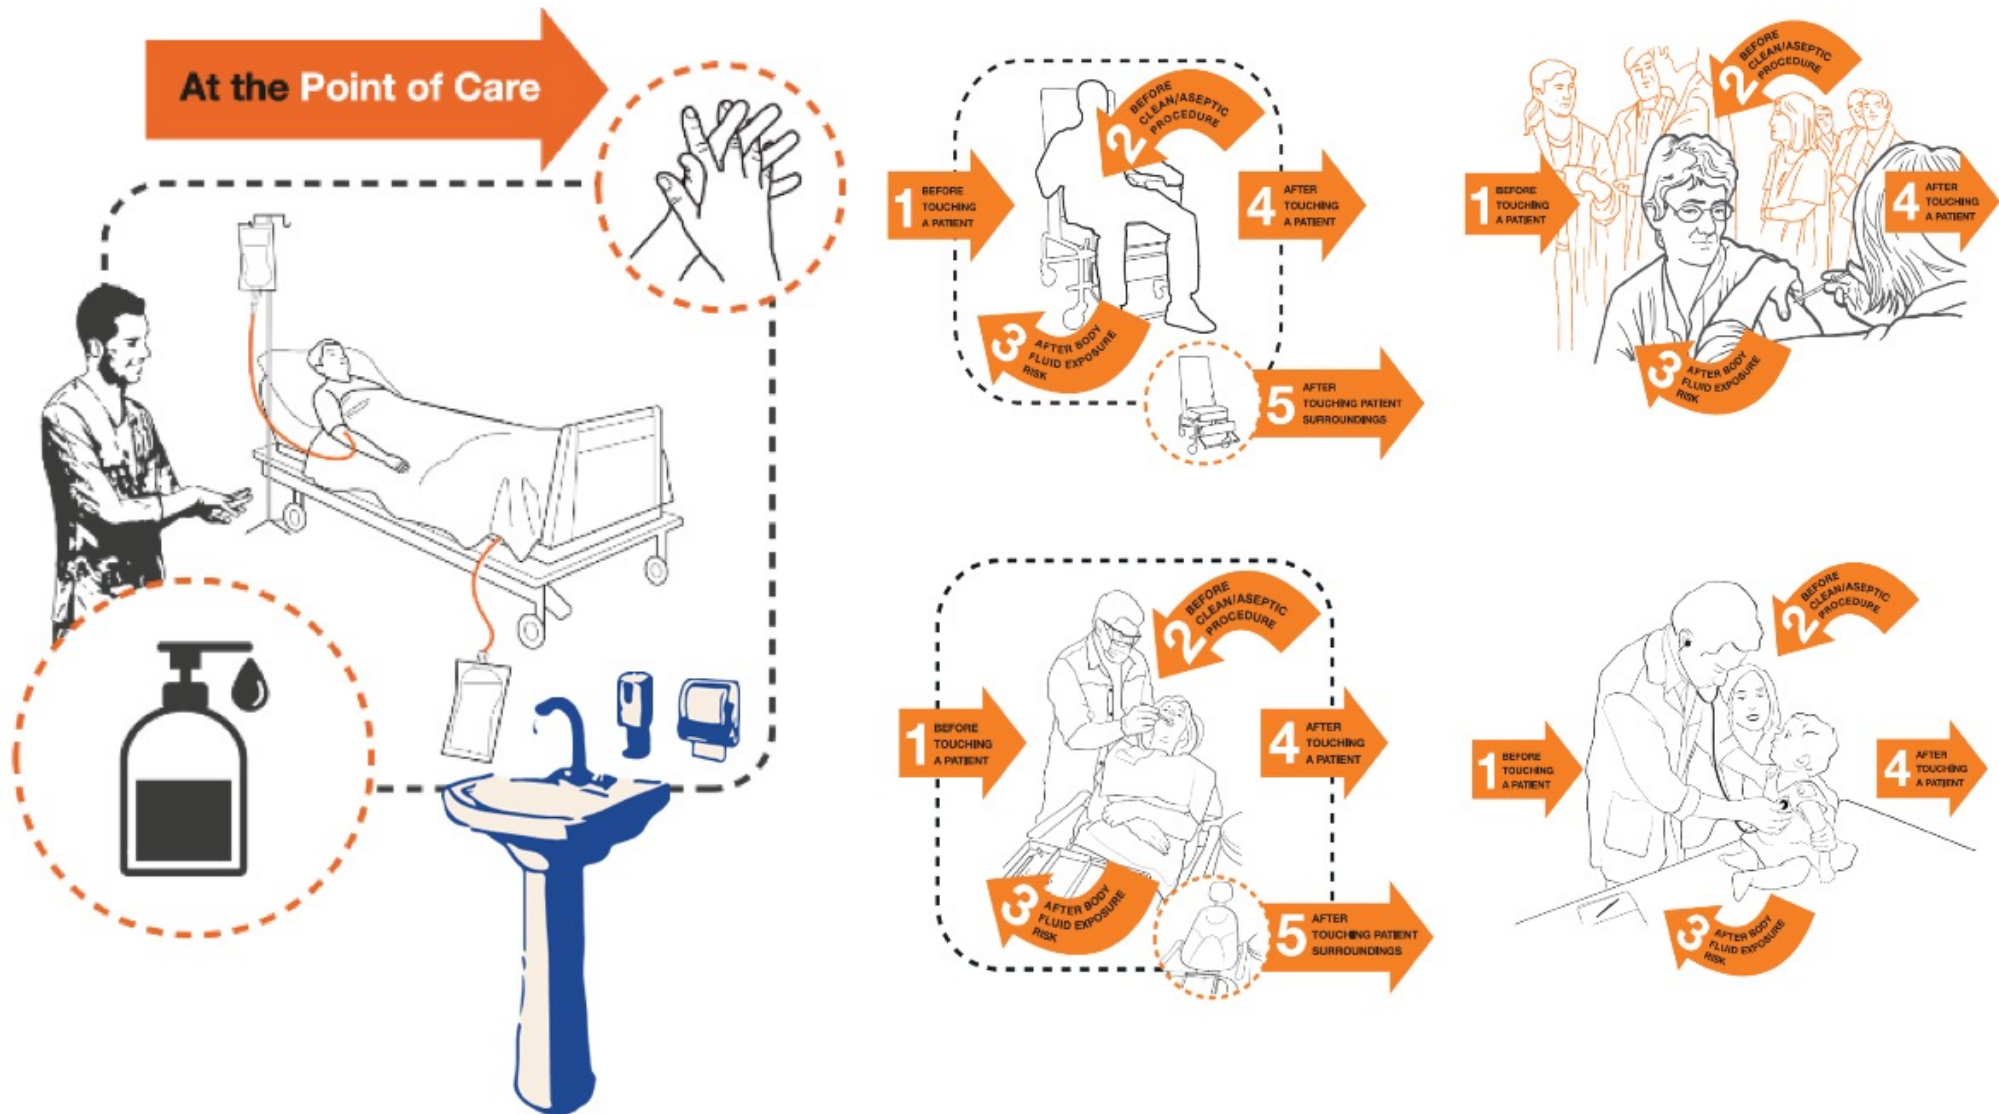 At the Point of Care
1
BEFORE
TOUCHING
A PATIENT
2
BEFORE
CLEAN/ASEPTIC
PROCEDURE
3
AFTER BODY
FLUID EXPOSURE
RISK
4
AFTER
TOUCHING
A PATIENT
5
AFTER
TOUCHING PATIENT
SURROUNDINGS
1
BEFORE
TOUCHING
A PATIENT
2
BEFORE
CLEAN/ASEPTIC
PROCEDURE
3
AFTER BODY
FLUID EXPOSURE
RISK
4
AFTER
TOUCHING
A PATIENT
1
BEFORE
TOUCHING
A PATIENT
2
BEFORE
CLEAN/ASEPTIC
PROCEDURE
3
AFTER BODY
FLUID EXPOSURE
RISK
4
AFTER
TOUCHING
A PATIENT
5
AFTER
TOUCHING PATIENT
SURROUNDINGS
1
BEFORE
TOUCHING
A PATIENT
2
BEFORE
CLEAN/ASEPTIC
PROCEDURE
3
AFTER BODY
FLUID EXPOSURE
RISK
4
AFTER
TOUCHING
A PATIENT